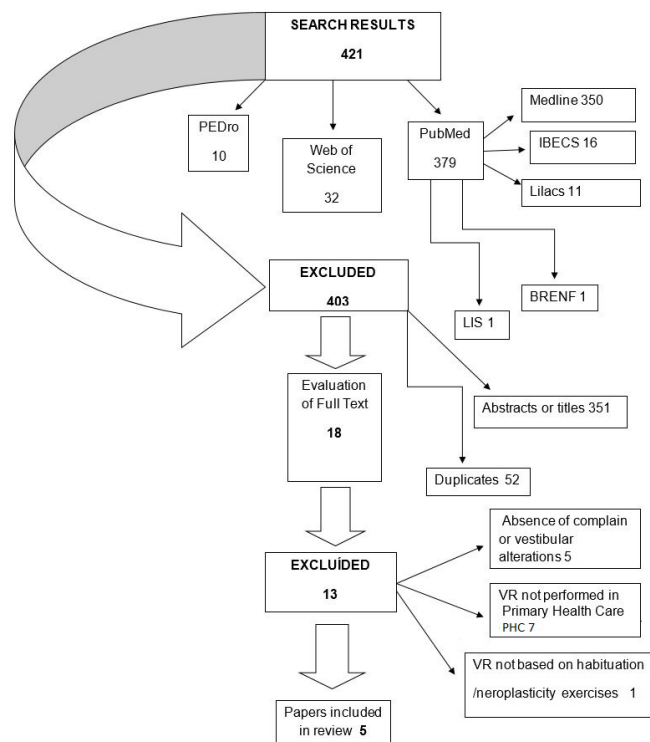 SEARCH RESULTS
421
PEDro
10
Web of
Science
32
PubMed
379
Medline 350
IBECS 16
Lilacs 11
BRENF 1
LIS 1
EXCLUDED
403
Abstracts or titles 351
Duplicates 52
Evaluation
of Full Text
18
EXCLUÍDED
13
Absence of complain
or vestibular
alterations 5
VR not performed in
Primary Health Care
PHC 7
VR not based on habituation
/neroplasticity exercises 1
Papers included
in review 5